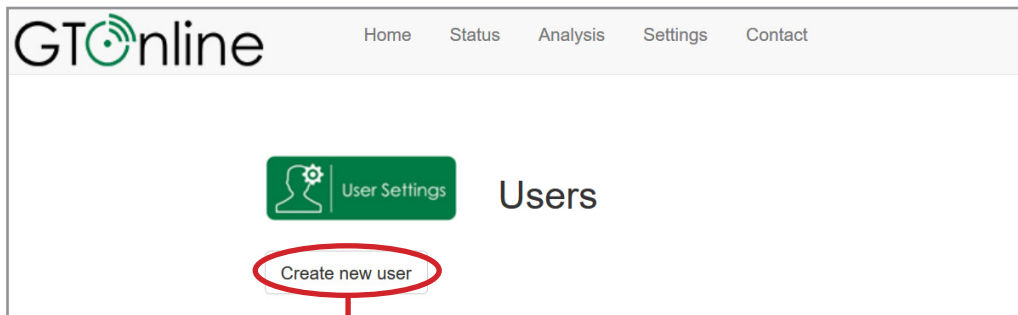 GTOnline
Home Status Analysis Settings Contact
User Settings
Users
Create new user